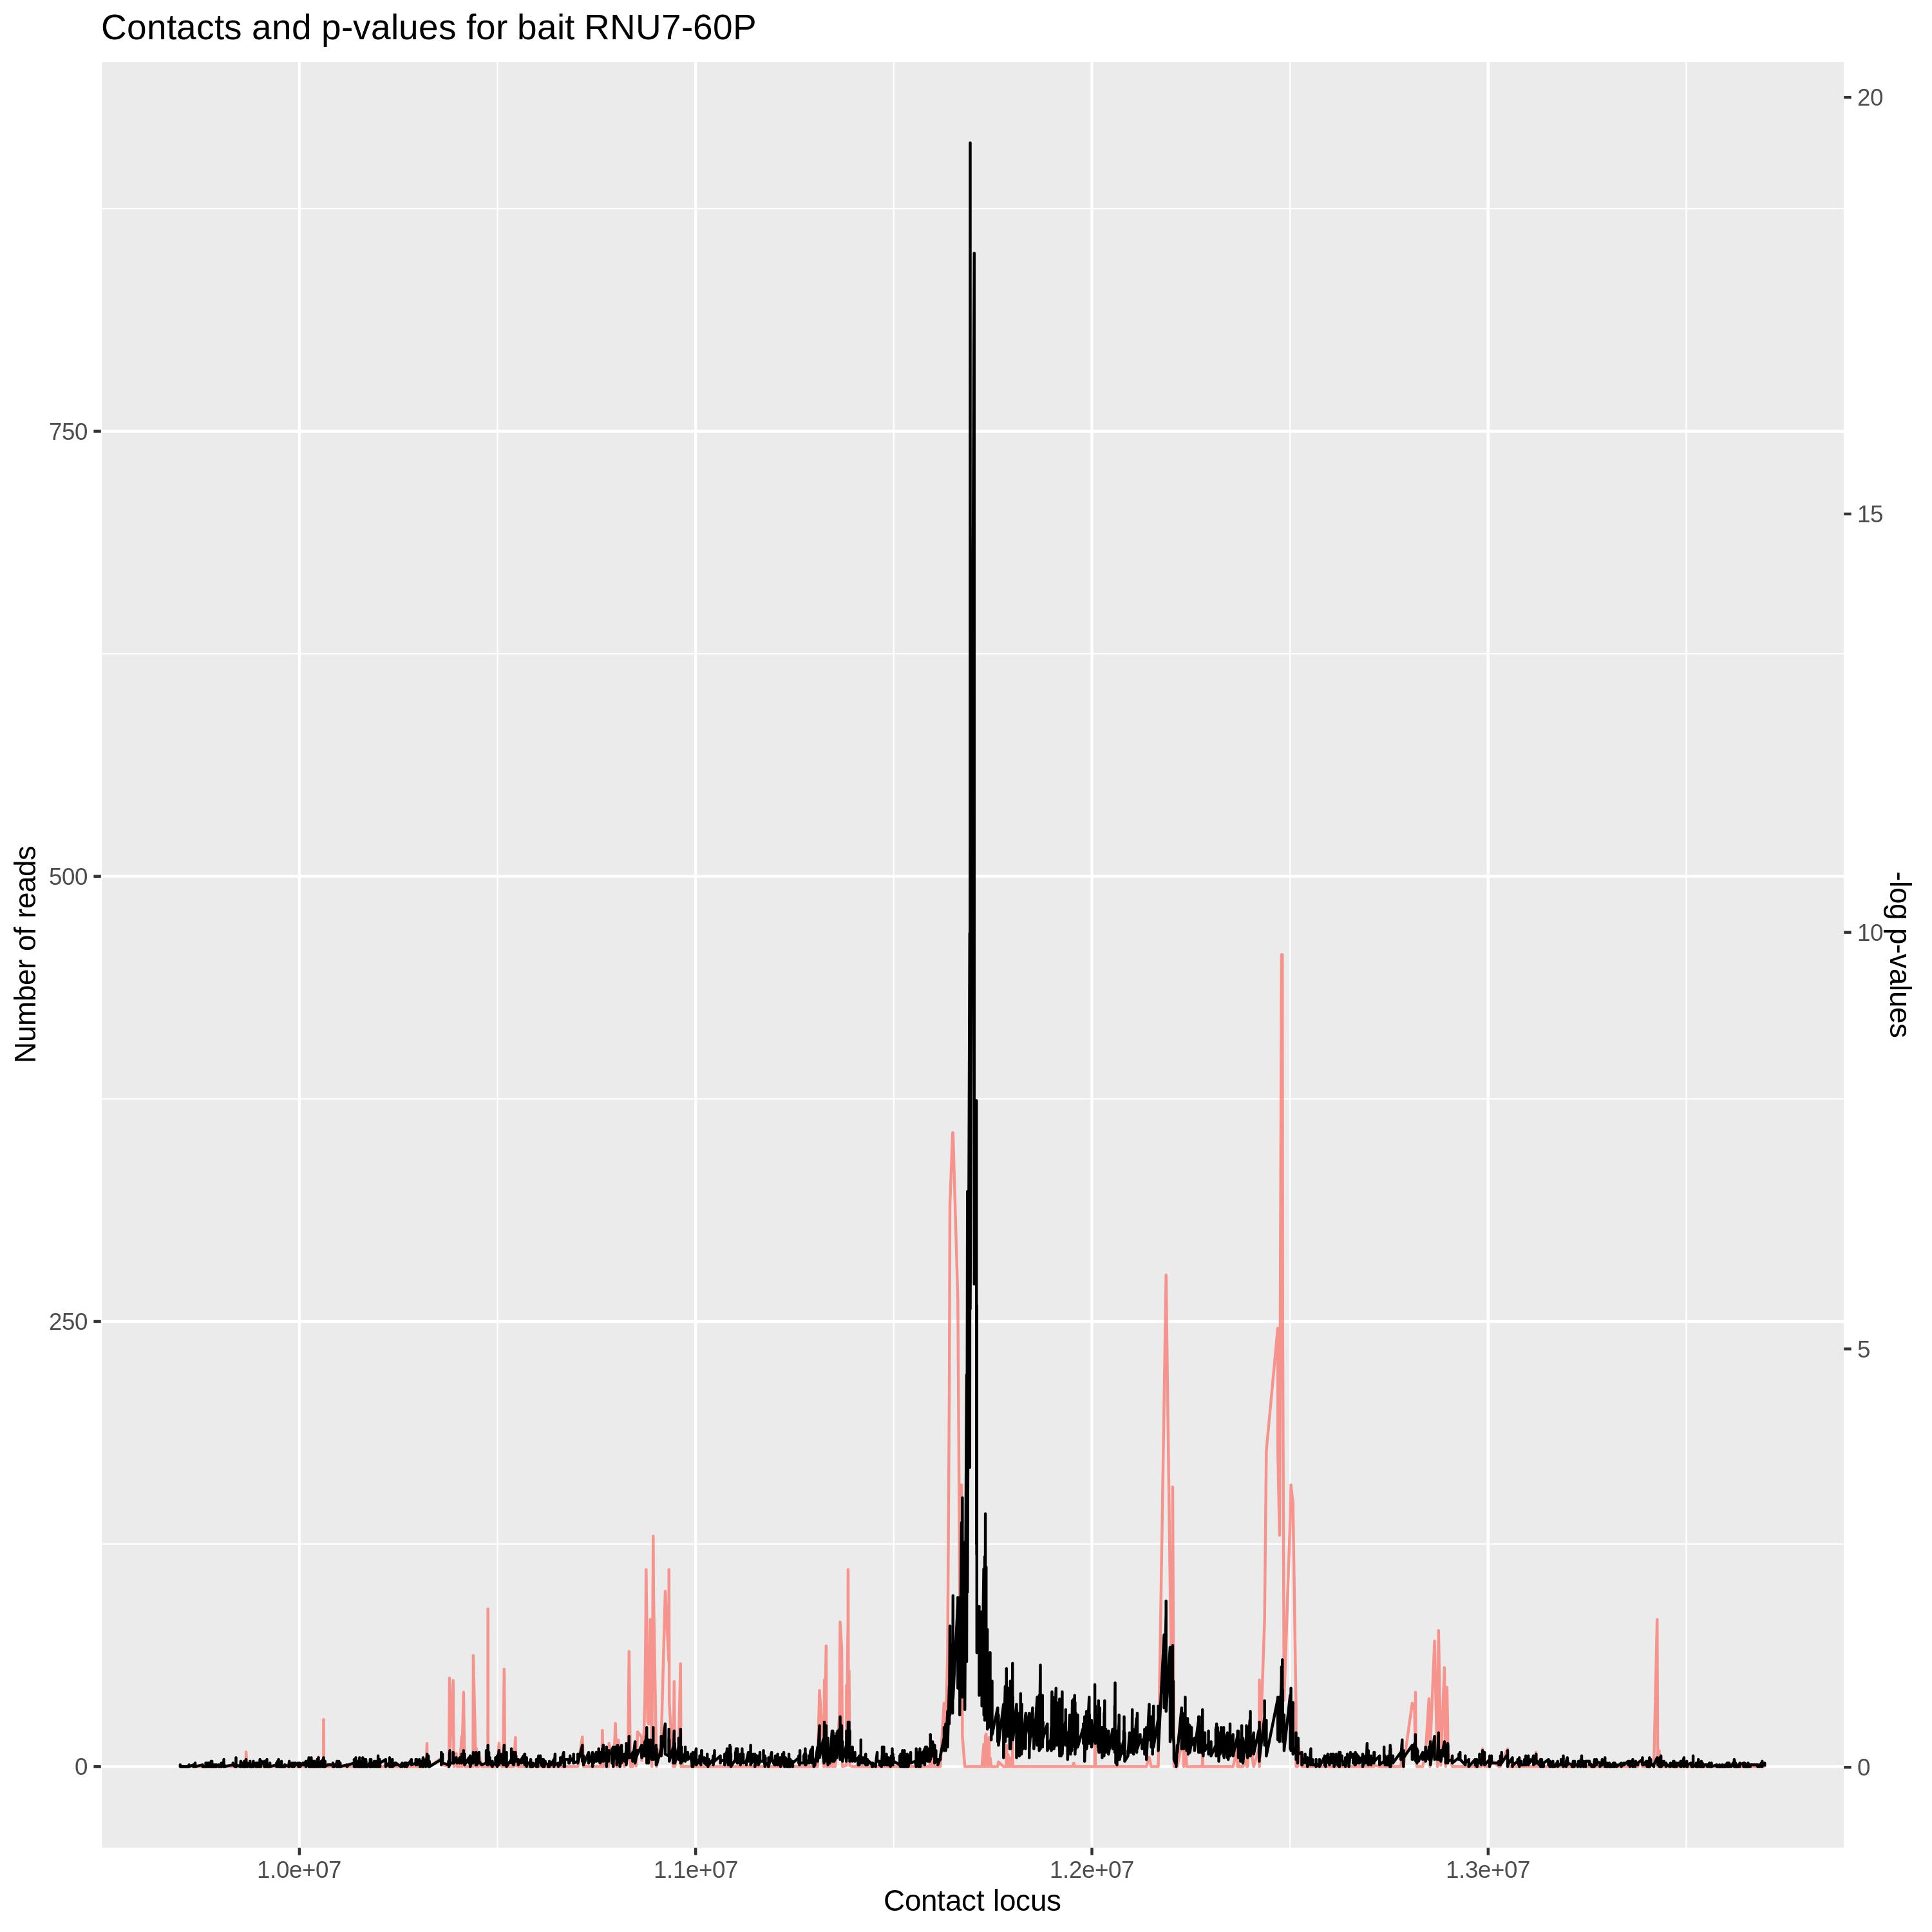 Contacts and p-values for bait RNU7-60P
20
15
10
5
0
-log p-values
750
500
250
0
Number of reads
1.0e+07
1.1e+07
1.2e+07
1.3e+07
Contact locus